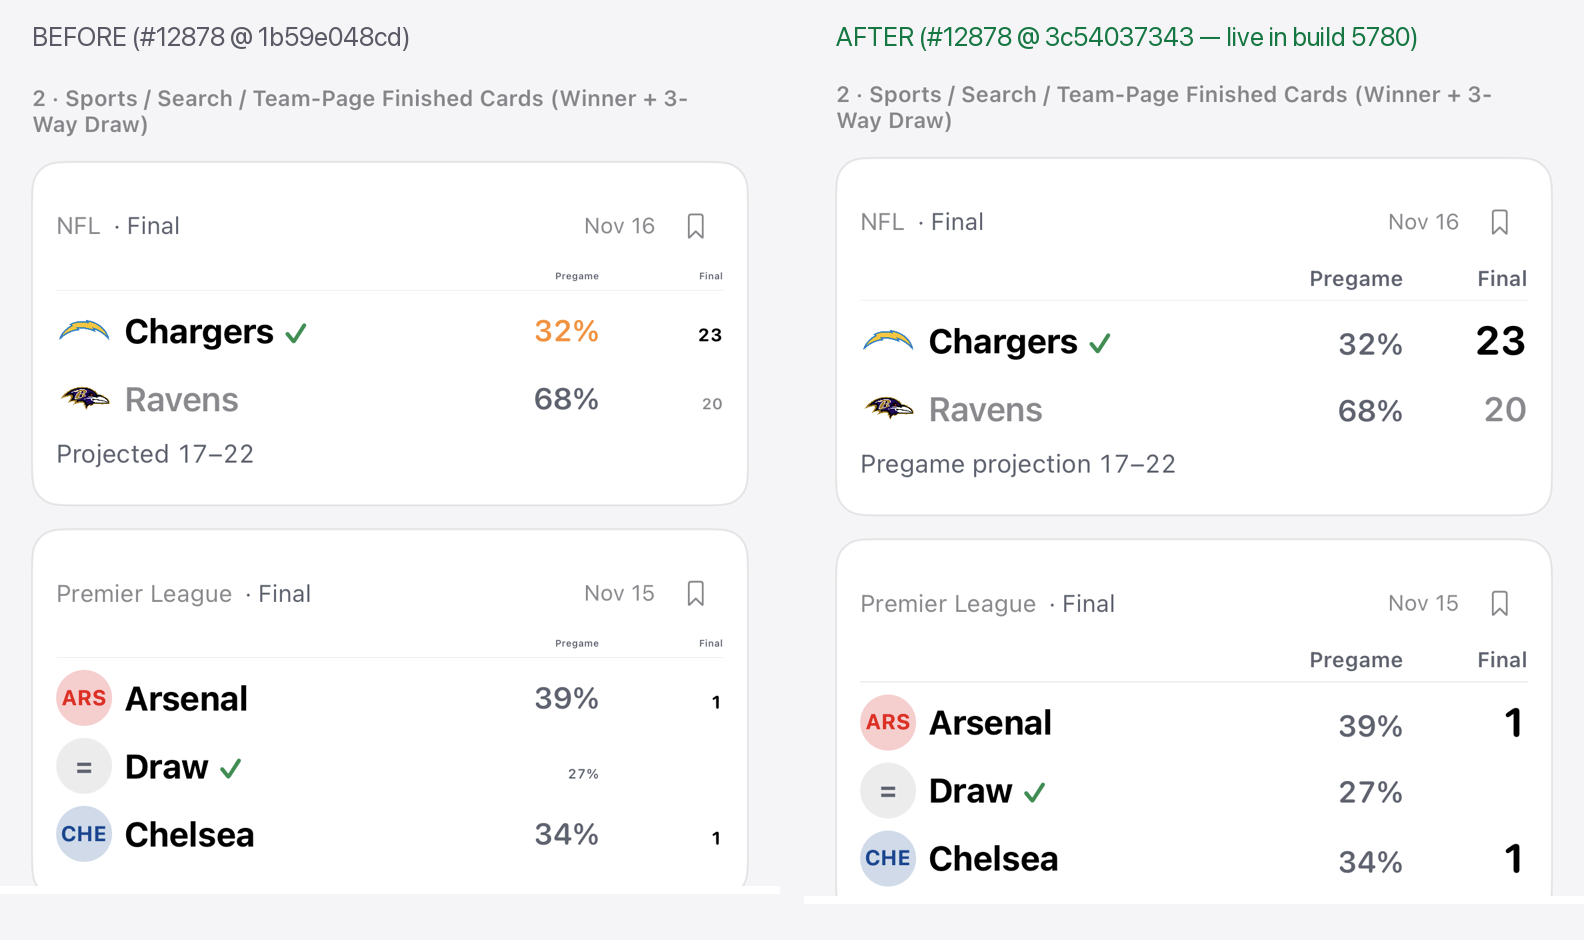 BEFORE (#12878 @ 1b59e048cd)
2 · Sports / Search / Team-Page Finished Cards (Winner + 3-
Way Draw)
NFL · Final Nov 16
Pregame Final
Chargers ✓ 32% 23
Ravens 68% 20
Projected 17–22
Premier League · Final Nov 15
Pregame Final
ARS Arsenal 39% 1
= Draw ✓ 27%
CHE Chelsea 34% 1
AFTER (#12878 @ 3c54037343 — live in build 5780)
2 · Sports / Search / Team-Page Finished Cards (Winner + 3-
Way Draw)
NFL · Final Nov 16
Pregame Final
Chargers ✓ 32% 23
Ravens 68% 20
Pregame projection 17–22
Premier League · Final Nov 15
Pregame Final
ARS Arsenal 39% 1
= Draw ✓ 27%
CHE Chelsea 34% 1